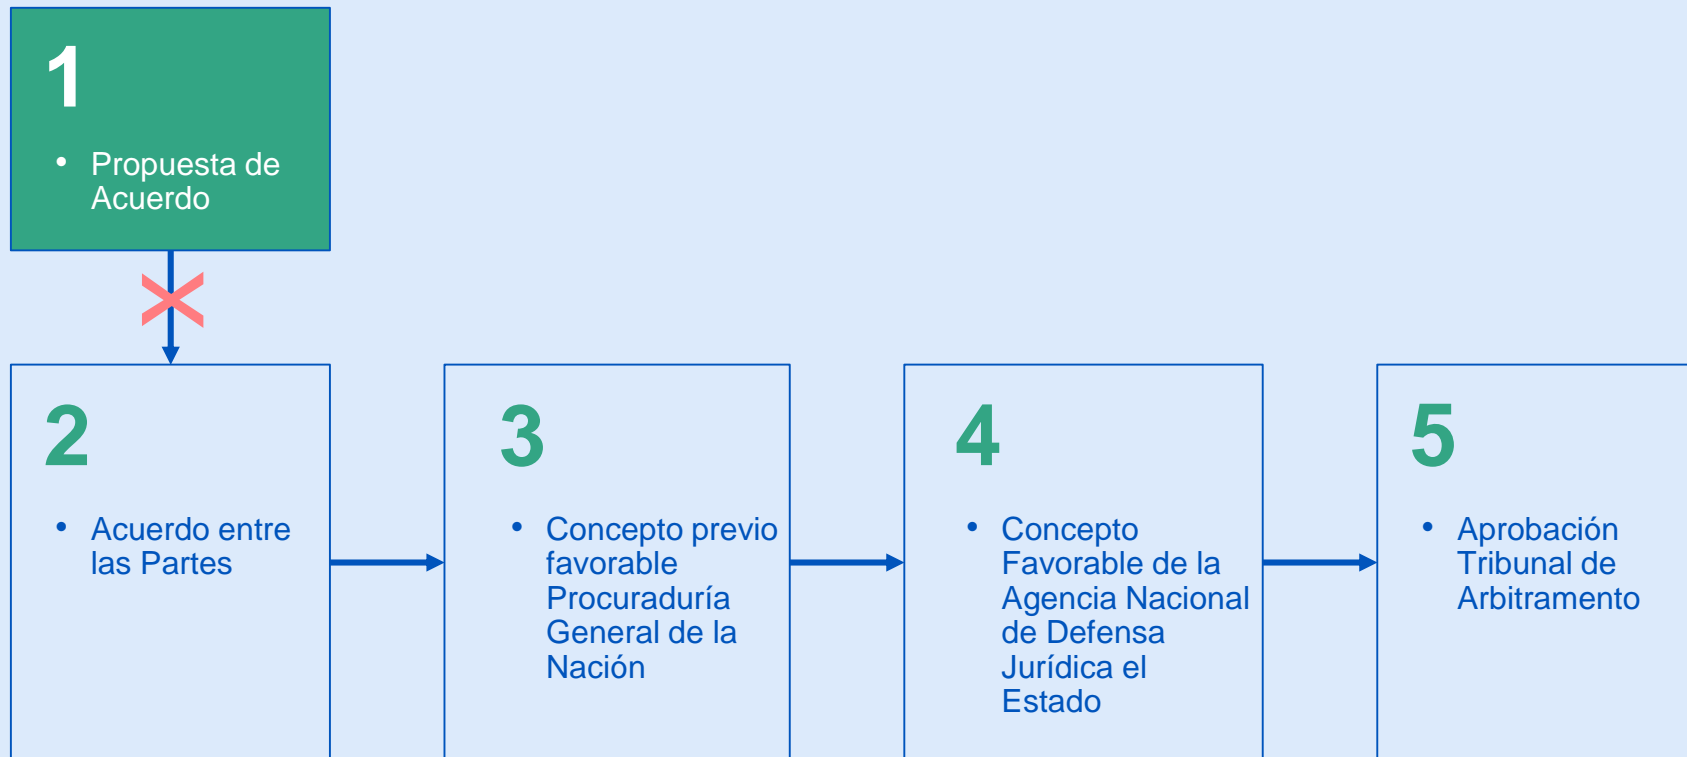 1
• Propuesta de
Acuerdo
2
• Acuerdo entre
las Partes
3
• Concepto previo
favorable
Procuraduría
General de la
Nación
4
• Concepto
Favorable de la
Agencia Nacional
de Defensa
Jurídica el
Estado
5
• Aprobación
Tribunal de
Arbitramento